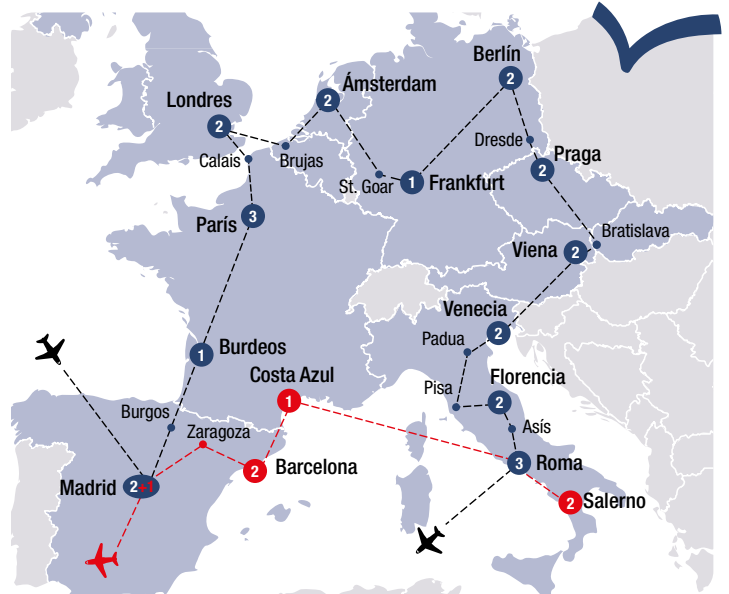 Berlín
2
Ámsterdam
2
Londres
2
Dresde
Brujas
Calais
Praga
2
St. Goar
1 Frankfurt
París
3
Bratislava
Viena
2
Venecia
2
Padua
Burdeos
1
Costa Azul
1
Florencia
2
Pisa
Burgos
Zaragoza
Asís
Barcelona
2
Roma
3
Madrid
2+1
2 Salerno